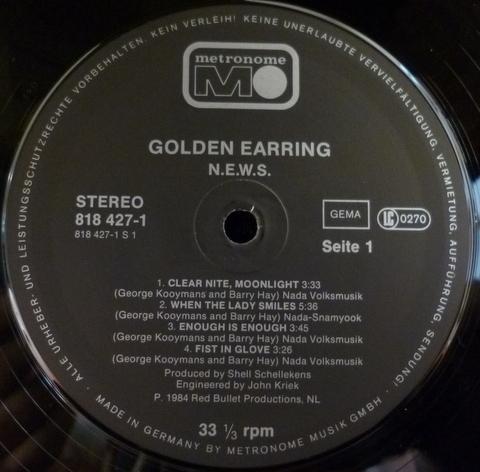 metronome
M
GOLDEN EARRING
N.E.W.S.
STEREO
818 427-1
818 427-1 S 1
GEMA
LC 0270
Seite 1
1. CLEAR NITE, MOONLIGHT 3:33
(George Kooymans and Barry Hay) Nada Volksmusik
2. WHEN THE LADY SMILES 5:36
(George Kooymans and Barry Hay) Nada-Snamyook
3. ENOUGH IS ENOUGH 3:45
(George Kooymans and Barry Hay) Nada Volksmusik
4. FIST IN GLOVE 3:26
(George Kooymans and Barry Hay) Nada Volksmusik
Produced by Shell Schellekens
Engineered by John Kriek
P. 1984 Red Bullet Productions, NL
33 1/3 rpm
· ALLE URHEBER- UND LEISTUNGSSCHUTZRECHTE VORBEHALTEN. KEIN VERLEIH! KEINE UNERLAUBTE VERVIELFÄLTIGUNG, VERMIETUNG, AUFFÜHRUNG, SENDUNG! ·
MADE IN GERMANY BY METRONOME MUSIK GMBH